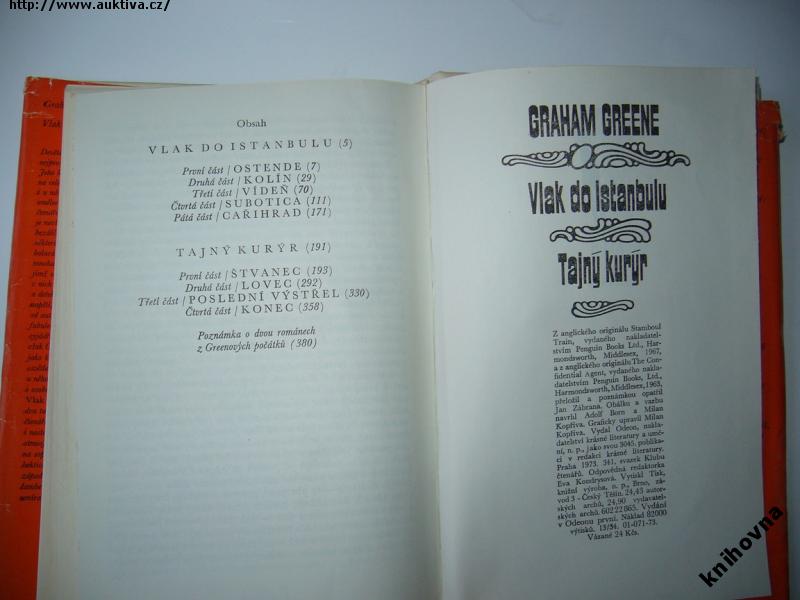 http://www.auktiva.cz/
Obsah
VLAK DO ISTANBULU (5)
První část / OSTENDE (7)
Druhá část / KOLÍN (29)
Třetí část / VÍDEŇ (70)
Čtvrtá část / SUBOTICA (111)
Pátá část / CAŘIHRAD (171)
TAJNÝ KURÝR (191)
První část / ŠTVANEC (193)
Druhá část / LOVEC (292)
Třetí část / POSLEDNÍ VÝSTŘEL (330)
Čtvrtá část / KONEC (358)
Poznámka o dvou románech
z Greenových počátků (380)
GRAHAM GREENE
Vlak do Istanbulu
Tajný kurýr
Z anglického originálu Stamboul
Train, vydaného nakladatel-
stvím Penguin Books Ltd., Har-
mondsworth, Middlesex, 1967,
a z anglického originálu The Con-
fidential Agent, vydaného nakla-
datelstvím Penguin Books, Ltd.,
Harmondsworth, Middlesex, 1963,
přeložil a poznámkou opatřil
Jan Zábrana. Obálku a vazbu
navrhl Adolf Born a Milan
Kopřiva. Graficky upravil Milan
Kopřiva. Vydal Odeon, nakla-
datelství krásné literatury a umě-
ní, n. p., jako svou 3045. publika-
ci v redakci krásné literatury.
Praha 1973. 341. svazek Klubu
čtenářů. Odpovědná redaktorka
Eva Kondrysová. Vytiskl Tisk,
knižní výroba, n. p., Brno, zá-
vod 3 - Český Těšín. 24,43 autor-
ských archů, 24,90 vydavatel-
ských archů. 602 22 865. Vydání
v Odeonu první. Náklad 82000
výtisků. 13/34. 01-071-73.
Vázané 24 Kčs.
knihovna